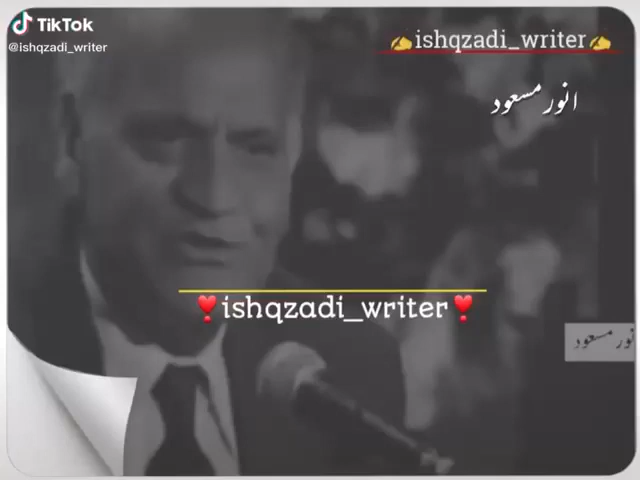 TikTok
@ishqzadi_writer
✍ishqzadi_writer✍
انور مسعود
❣ishqzadi_writer❣
انور مسعود